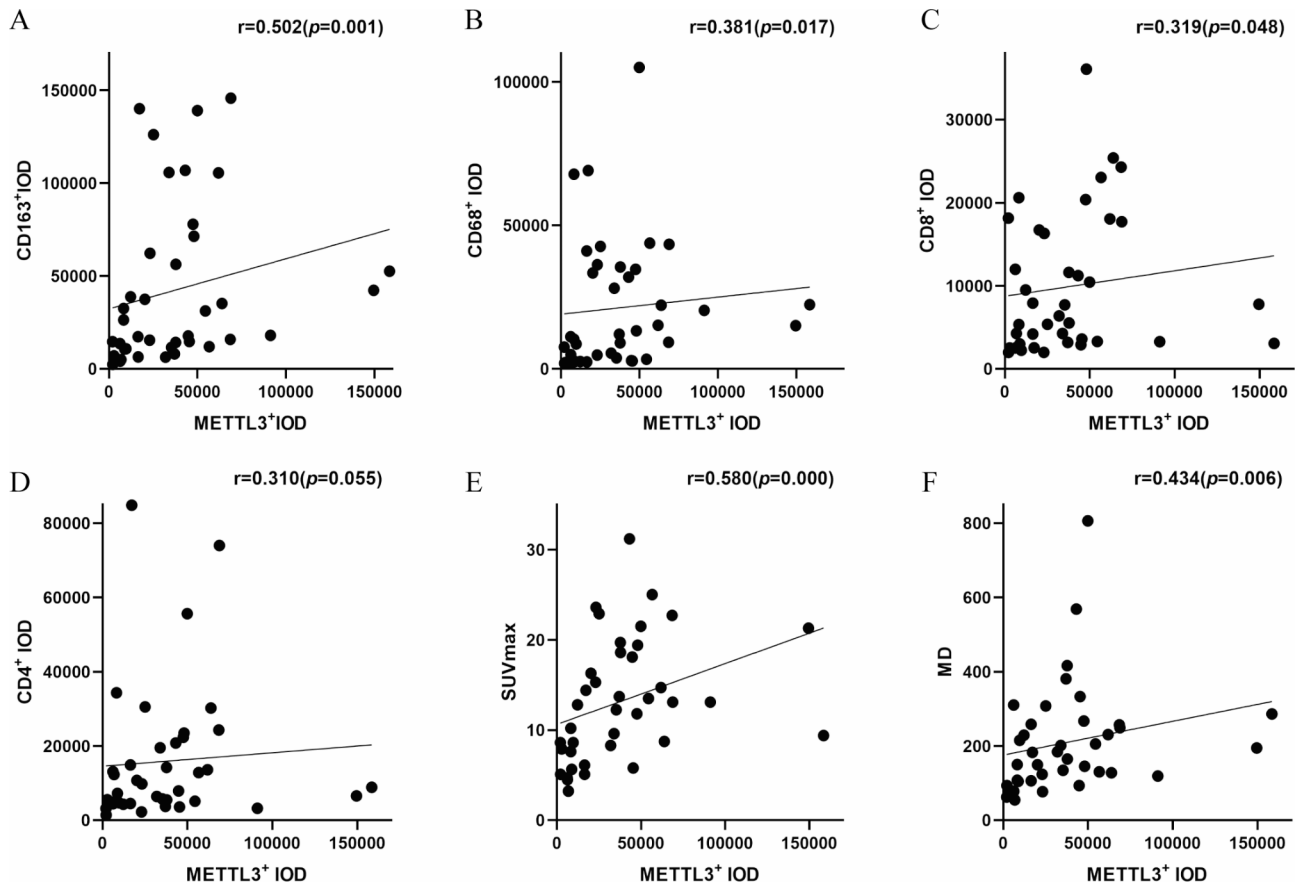 A
r=0.502(p=0.001)
150000
100000
50000
0
CD163⁺IOD
0 50000 100000 150000
METTL3⁺IOD
B
r=0.381(p=0.017)
100000
50000
0
CD68⁺ IOD
0 50000 100000 150000
METTL3⁺ IOD
C
r=0.319(p=0.048)
30000
20000
10000
0
CD8⁺ IOD
0 50000 100000 150000
METTL3⁺ IOD
D
r=0.310(p=0.055)
80000
60000
40000
20000
0
CD4⁺ IOD
0 50000 100000 150000
METTL3⁺ IOD
E
r=0.580(p=0.000)
30
20
10
0
SUVmax
0 50000 100000 150000
METTL3⁺ IOD
F
r=0.434(p=0.006)
800
600
400
200
0
MD
0 50000 100000 150000
METTL3⁺ IOD